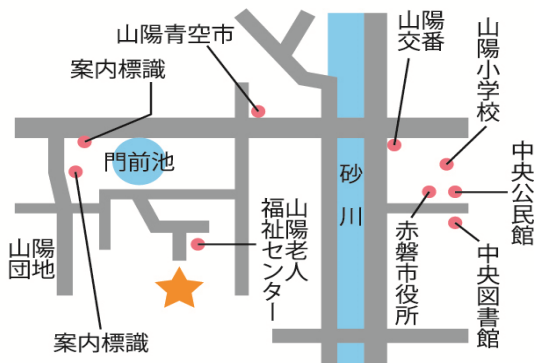 山陽青空市
案内標識
山陽
交番
山陽小学校
門前池
砂川
中央公民館
山陽
団地
山陽老人
福祉センター
赤磐市役所
中央図書館
案内標識